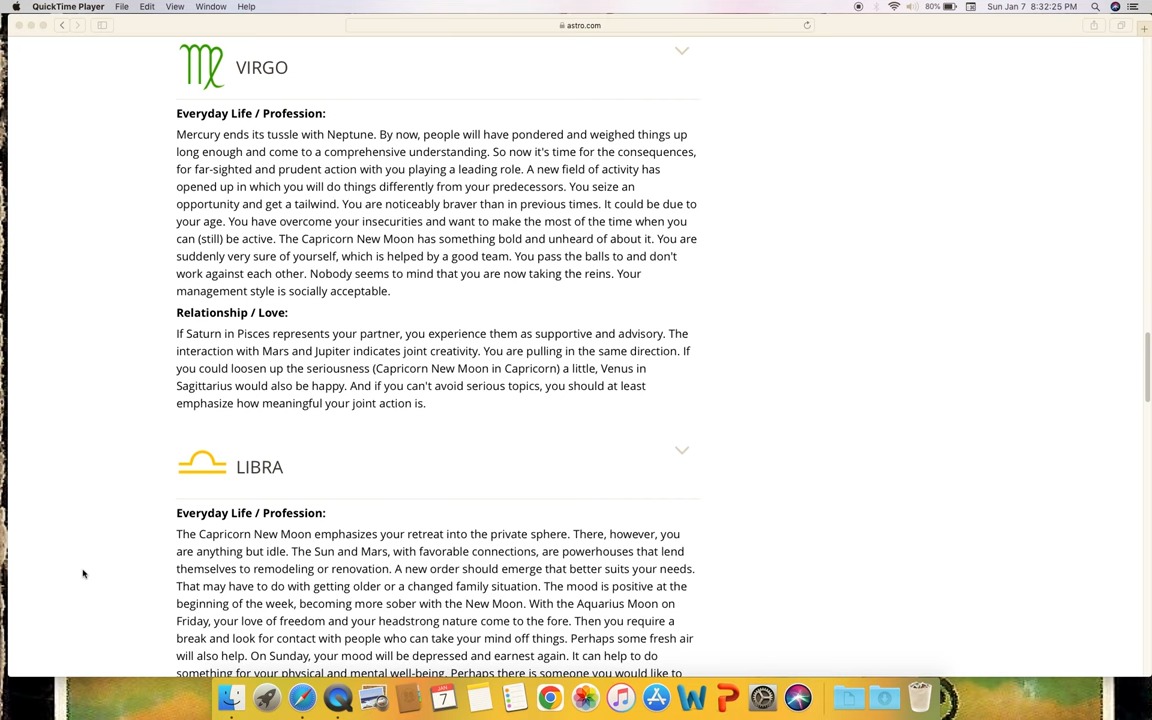 QuickTime Player File Edit View Window Help 80% Sun Jan 7 8:32:25 PM
astro.com
VIRGO
Everyday Life / Profession:
Mercury ends its tussle with Neptune. By now, people will have pondered and weighed things up
long enough and come to a comprehensive understanding. So now it's time for the consequences,
for far-sighted and prudent action with you playing a leading role. A new field of activity has
opened up in which you will do things differently from your predecessors. You seize an
opportunity and get a tailwind. You are noticeably braver than in previous times. It could be due to
your age. You have overcome your insecurities and want to make the most of the time when you
can (still) be active. The Capricorn New Moon has something bold and unheard of about it. You are
suddenly very sure of yourself, which is helped by a good team. You pass the balls to and don't
work against each other. Nobody seems to mind that you are now taking the reins. Your
management style is socially acceptable.
Relationship / Love:
If Saturn in Pisces represents your partner, you experience them as supportive and advisory. The
interaction with Mars and Jupiter indicates joint creativity. You are pulling in the same direction. If
you could loosen up the seriousness (Capricorn New Moon in Capricorn) a little, Venus in
Sagittarius would also be happy. And if you can't avoid serious topics, you should at least
emphasize how meaningful your joint action is.
LIBRA
Everyday Life / Profession:
The Capricorn New Moon emphasizes your retreat into the private sphere. There, however, you
are anything but idle. The Sun and Mars, with favorable connections, are powerhouses that lend
themselves to remodeling or renovation. A new order should emerge that better suits your needs.
That may have to do with getting older or a changed family situation. The mood is positive at the
beginning of the week, becoming more sober with the New Moon. With the Aquarius Moon on
Friday, your love of freedom and your headstrong nature come to the fore. Then you require a
break and look for contact with people who can take your mind off things. Perhaps some fresh air
will also help. On Sunday, your mood will be depressed and earnest again. It can help to do
something for your physical and mental well-being. Perhaps there is someone you would like to
JAN
7